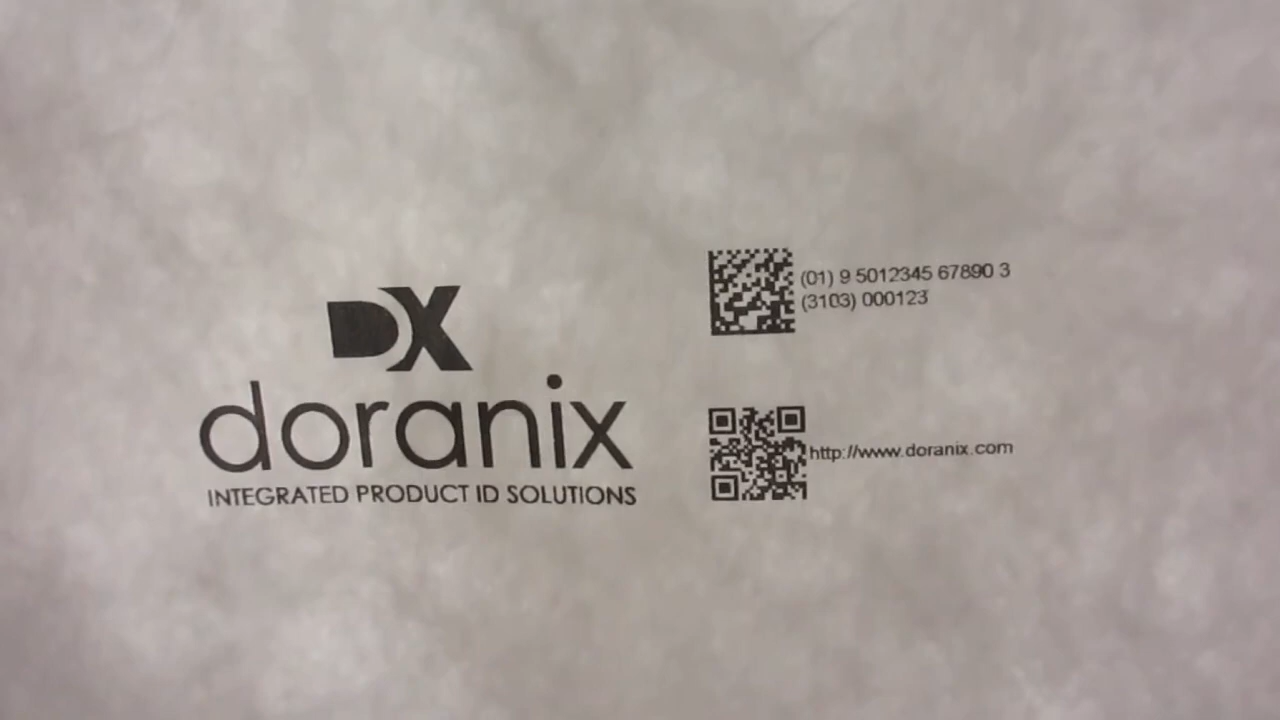 DX
doranix
INTEGRATED PRODUCT ID SOLUTIONS
(01) 9 5012345 67890 3
(3103) 000123
http://www.doranix.com